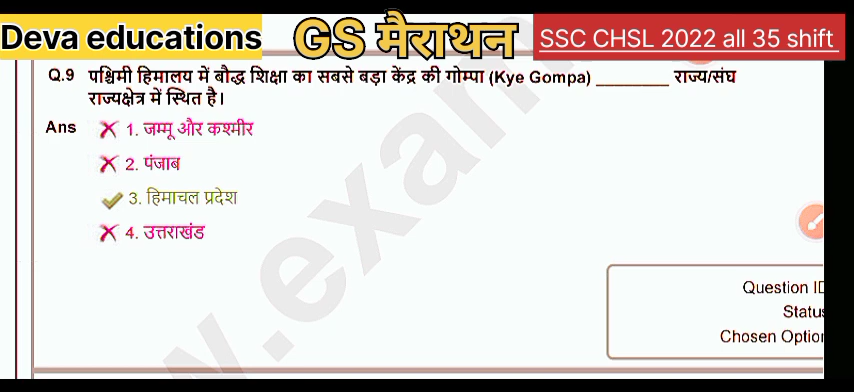 Deva educations GS मैराथन SSC CHSL 2022 all 35 shift
Q.9 पश्चिमी हिमालय में बौद्ध शिक्षा का सबसे बड़ा केंद्र की गोम्पा (Kye Gompa) ________ राज्य/संघ
राज्यक्षेत्र में स्थित है।
Ans 1. जम्मू और कश्मीर
2. पंजाब
3. हिमाचल प्रदेश
4. उत्तराखंड
w.exam
Question ID
Status
Chosen Option